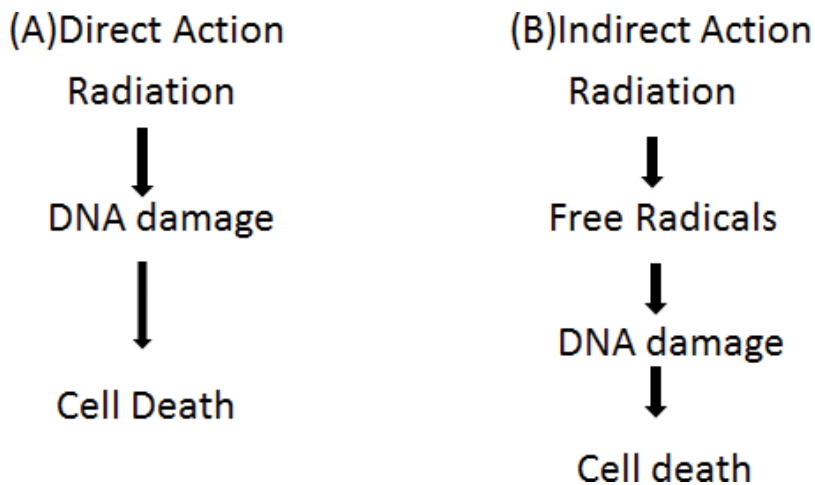 (A)Direct Action
Radiation
DNA damage
Cell Death
(B)Indirect Action
Radiation
Free Radicals
DNA damage
Cell death